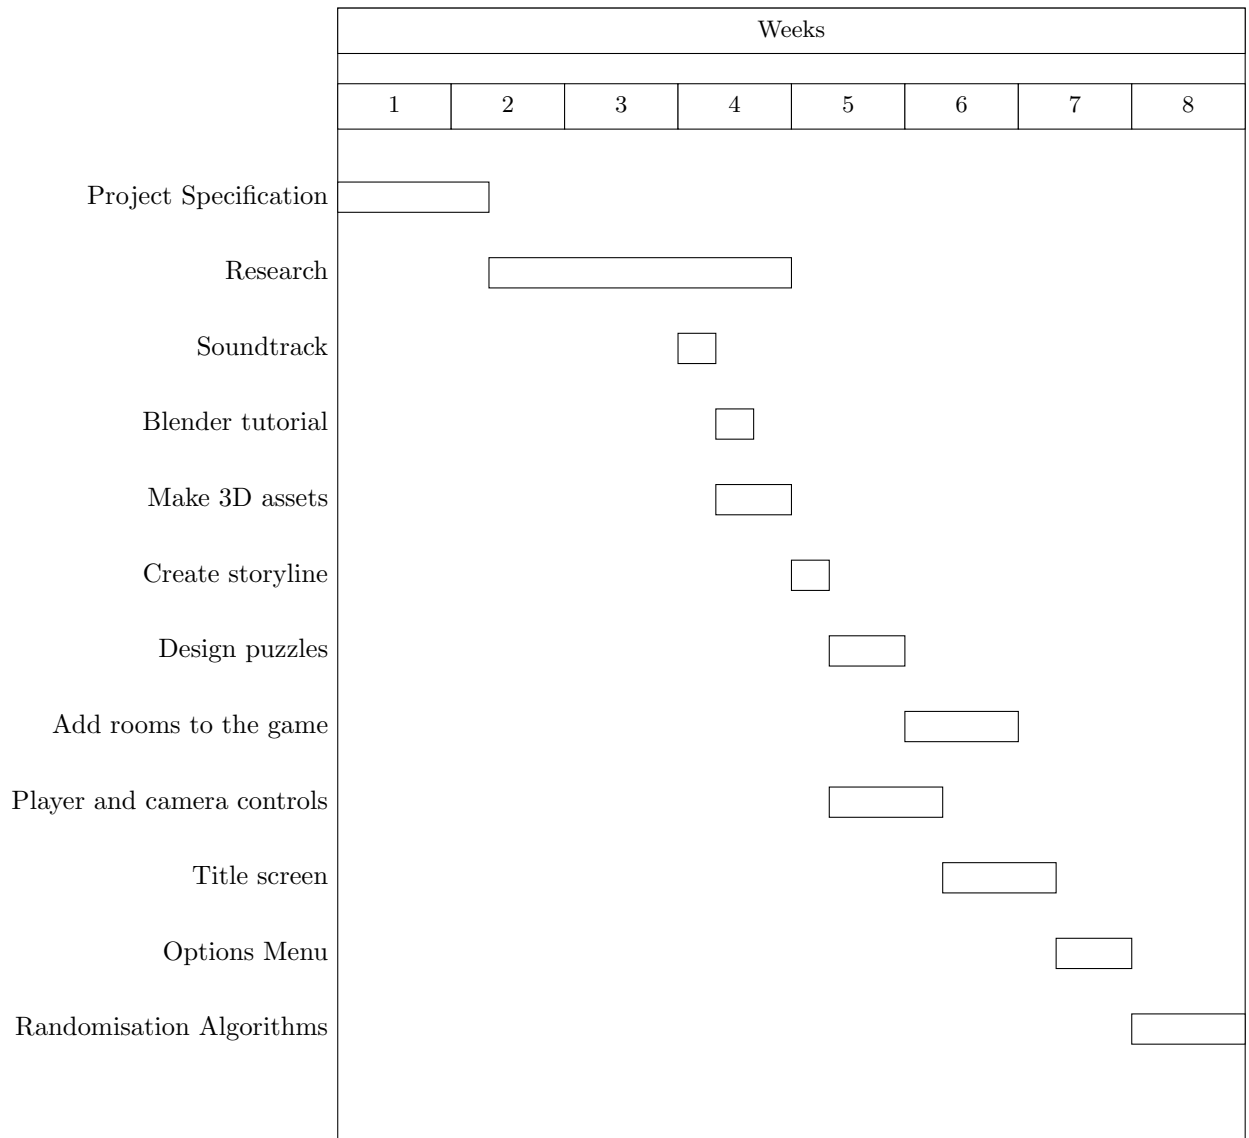 Weeks
1 2 3 4 5 6 7 8
Project Specification
Research
Soundtrack
Blender tutorial
Make 3D assets
Create storyline
Design puzzles
Add rooms to the game
Player and camera controls
Title screen
Options Menu
Randomisation Algorithms